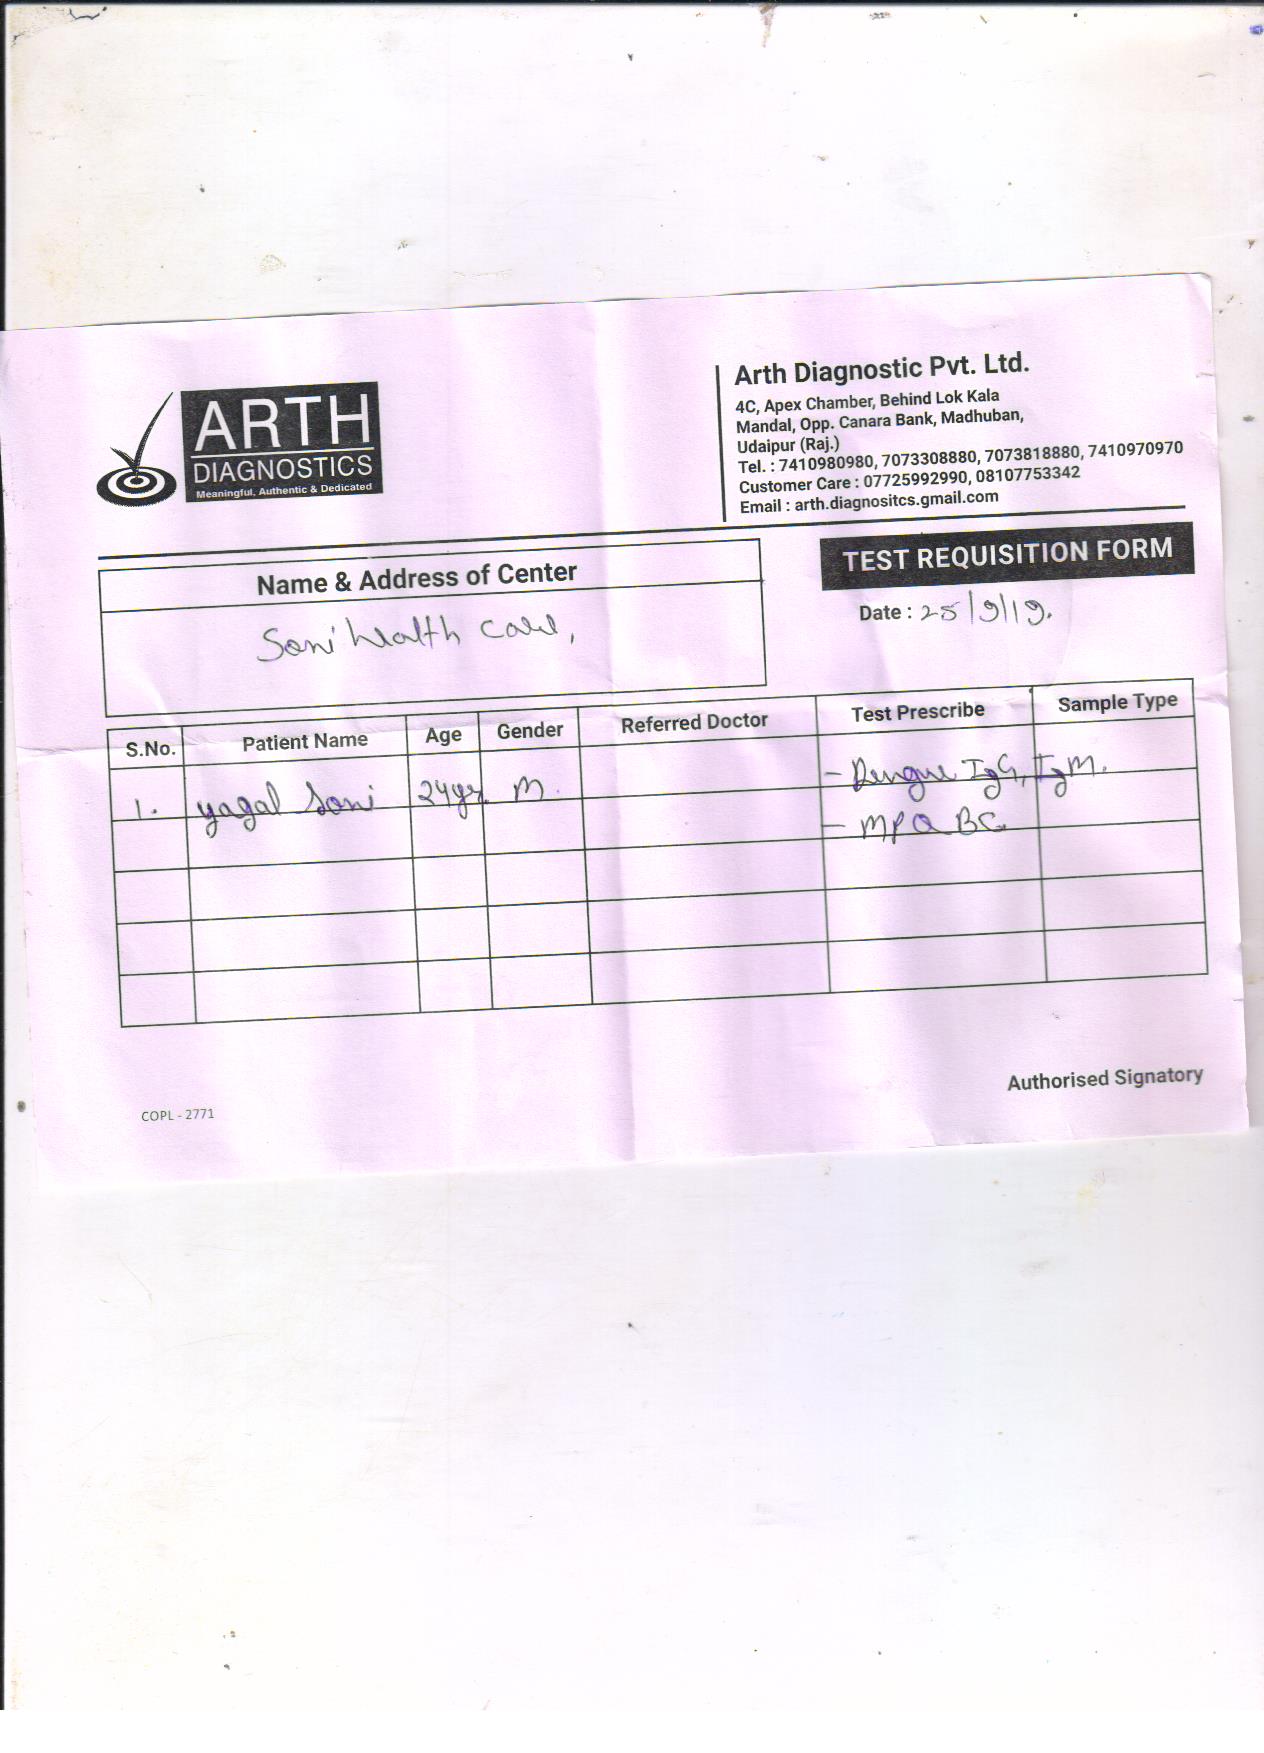 ARTH
DIAGNOSTICS
Meaningful, Authentic & Dedicated
Arth Diagnostic Pvt. Ltd.
4C, Apex Chamber, Behind Lok Kala
Mandal, Opp. Canara Bank, Madhuban,
Udaipur (Raj.)
Tel. : 7410980980, 7073308880, 7073818880, 7410970970
Customer Care : 07725992990, 08107753342
Email : arth.diagnositcs.gmail.com
Name & Address of Center
Soni health care,
TEST REQUISITION FORM
Date : 25/9/19.
S.No. Patient Name Age Gender Referred Doctor Test Prescribe Sample Type
1. yagal Soni 24yr. M. - Dengue IgG, IgM.
- MP QBC
Authorised Signatory
COPL - 2771